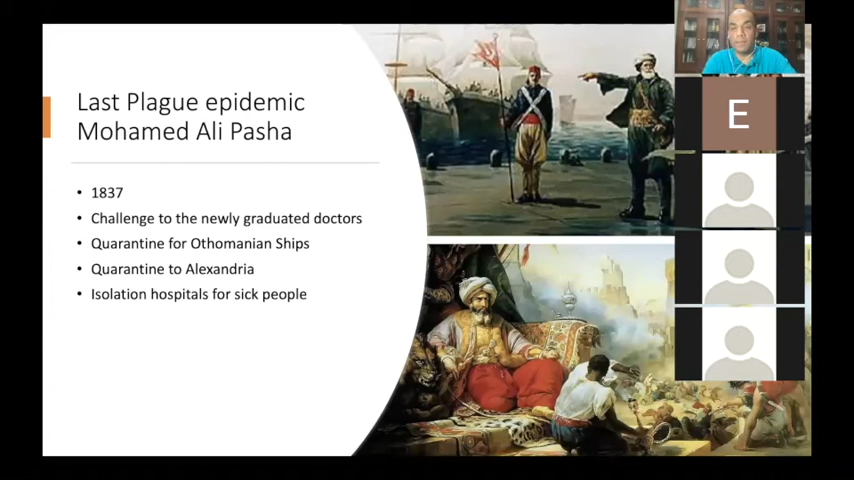 Last Plague epidemic
Mohamed Ali Pasha
• 1837
• Challenge to the newly graduated doctors
• Quarantine for Othomanian Ships
• Quarantine to Alexandria
• Isolation hospitals for sick people
E